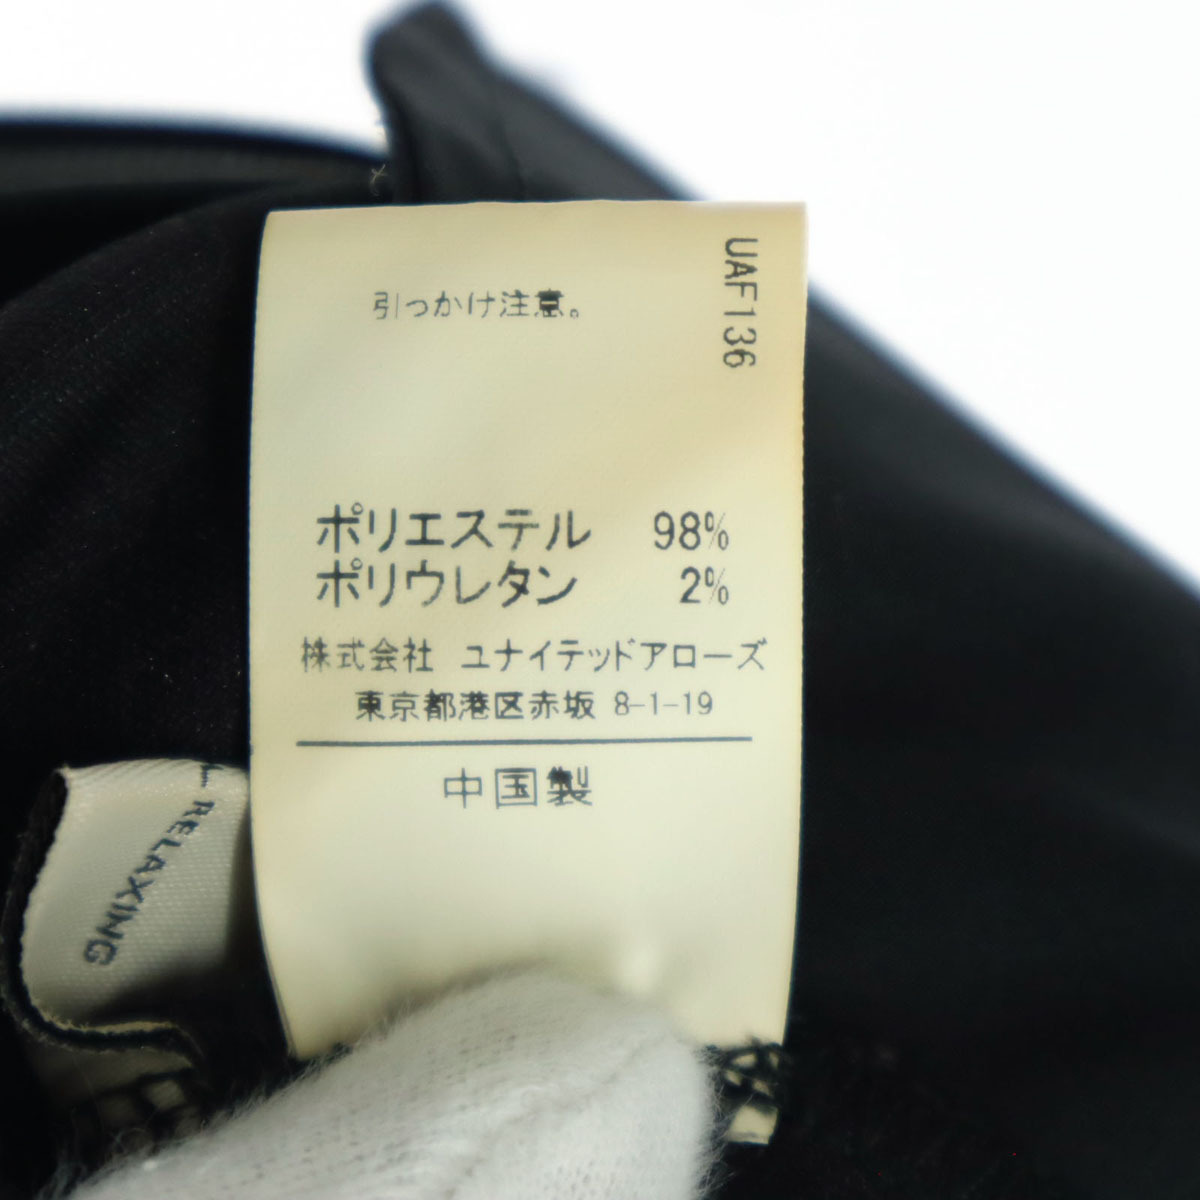 引っかけ注意。
UAF136
ポリエステル 98%
ポリウレタン 2%
株式会社 ユナイテッドアローズ
東京都港区赤坂 8-1-19
中国製
RELAXING